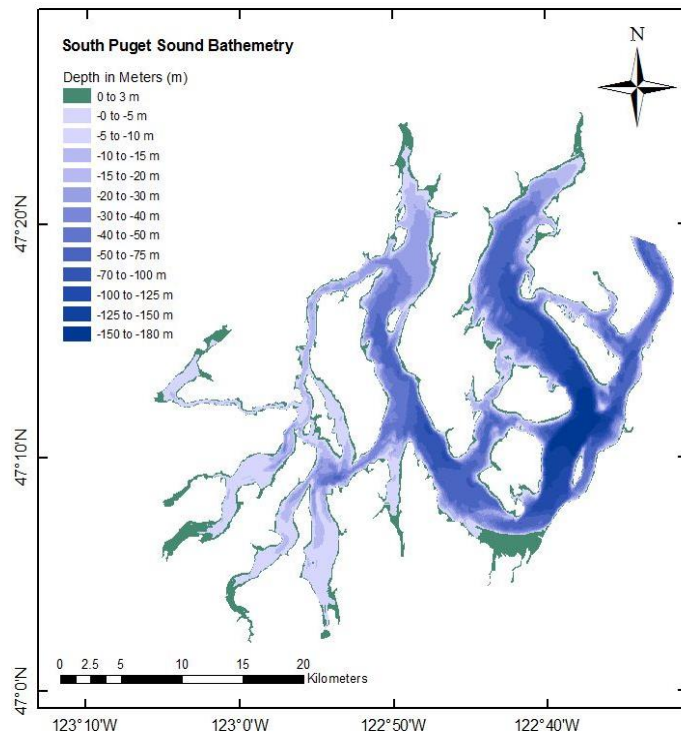 South Puget Sound Bathemetry
N
Depth in Meters (m)
0 to 3 m
-0 to -5 m
-5 to -10 m
-10 to -15 m
-15 to -20 m
-20 to -30 m
-30 to -40 m
-40 to -50 m
-50 to -75 m
-70 to -100 m
-100 to -125 m
-125 to -150 m
-150 to -180 m
47°20'N
47°10'N
47°0'N
0 2.5 5 10 15 20
Kilometers
123°10'W 123°0'W 122°50'W 122°40'W